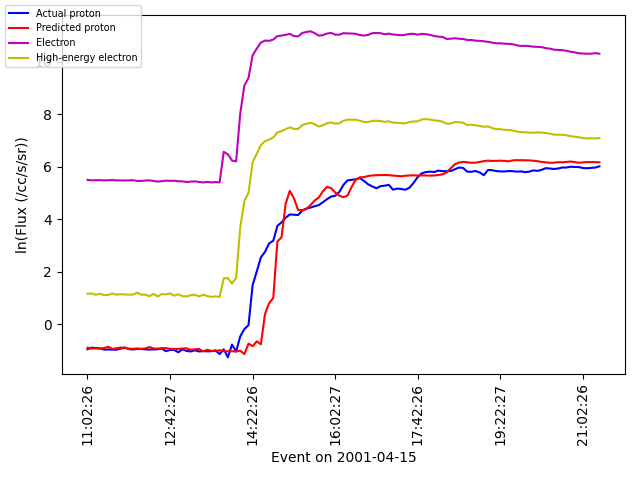 Actual proton
Predicted proton
Electron
High-energy electron
8
6
4
2
0
ln(Flux (/cc/s/sr))
11:02:26
12:42:27
14:22:26
16:02:27
17:42:26
19:22:27
21:02:26
Event on 2001-04-15